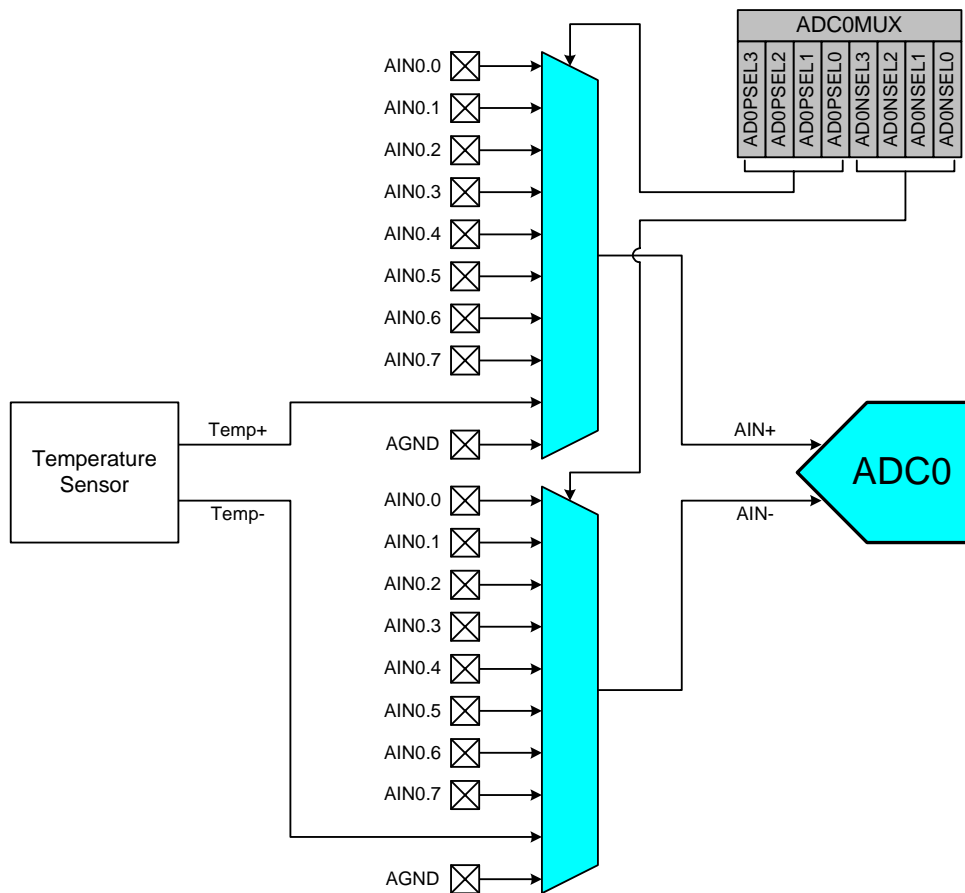 ADC0MUX
AD0PSEL3
AD0PSEL2
AD0PSEL1
AD0PSEL0
AD0NSEL3
AD0NSEL2
AD0NSEL1
AD0NSEL0
AIN0.0
AIN0.1
AIN0.2
AIN0.3
AIN0.4
AIN0.5
AIN0.6
AIN0.7
AGND
Temperature
Sensor
Temp+
Temp-
AIN0.0
AIN0.1
AIN0.2
AIN0.3
AIN0.4
AIN0.5
AIN0.6
AIN0.7
AGND
AIN+
AIN-
ADC0